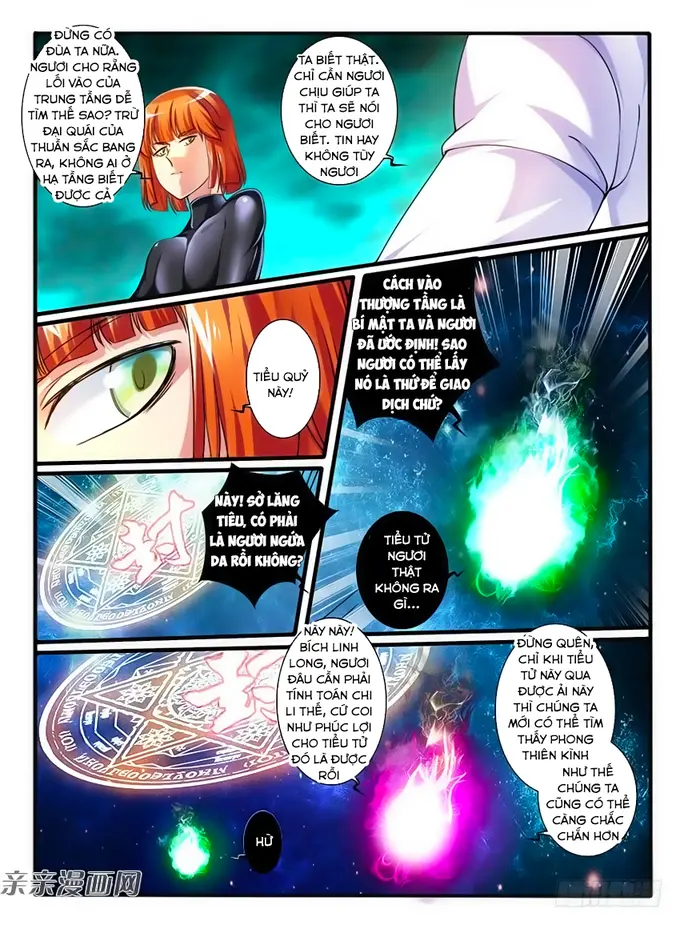 ĐỪNG CÓ
ĐÙA TA NỮA.
NGƯƠI CHO RẰNG
LỐI VÀO CỦA
TRUNG TẦNG DỄ
TÌM THẾ SAO? TRỪ
ĐẠI QUÁI CỦA
THUẦN SẮC BANG
RA, KHÔNG AI Ở
HẠ TẦNG BIẾT
ĐƯỢC CẢ
TA BIẾT THẬT.
CHỈ CẦN NGƯƠI
CHỊU GIÚP TA
THÌ TA SẼ NÓI
CHO NGƯƠI
BIẾT. TIN HAY
KHÔNG TÙY
NGƯƠI
TIỂU QUỶ
NÀY!
CÁCH VÀO
THƯỢNG TẦNG LÀ
BÍ MẬT TA VÀ NGƯƠI
ĐÃ ƯỚC ĐỊNH! SAO
NGƯƠI CÓ THỂ LẤY
NÓ LÀ THỨ ĐỂ GIAO
DỊCH CHỨ?
NÀY! SỞ LĂNG
TIÊU, CÓ PHẢI
LÀ NGƯƠI NGỨA
DA RỒI KHÔNG?
封
TIỂU TỬ
NGƯƠI
THẬT
KHÔNG RA
GÌ...
NÀY NÀY!
BÍCH LINH
LONG, NGƯƠI
ĐÂU CẦN PHẢI
TÍNH TOÁN CHI
LI THẾ, CỨ COI
NHƯ PHÚC LỢI
CHO TIỂU TỬ
ĐÓ LÀ ĐƯỢC
RỒI
ĐỪNG QUÊN,
CHỈ KHI TIỂU
TỬ NÀY QUA
ĐƯỢC ẢI NÀY
THÌ CHÚNG TA
MỚI CÓ THỂ TÌM
THẤY PHONG
THIÊN KÍNH
NHƯ THẾ
CHÚNG TA
CŨNG CÓ THỂ
CÀNG CHẮC
CHẮN HƠN
HỪ
亲亲漫画网